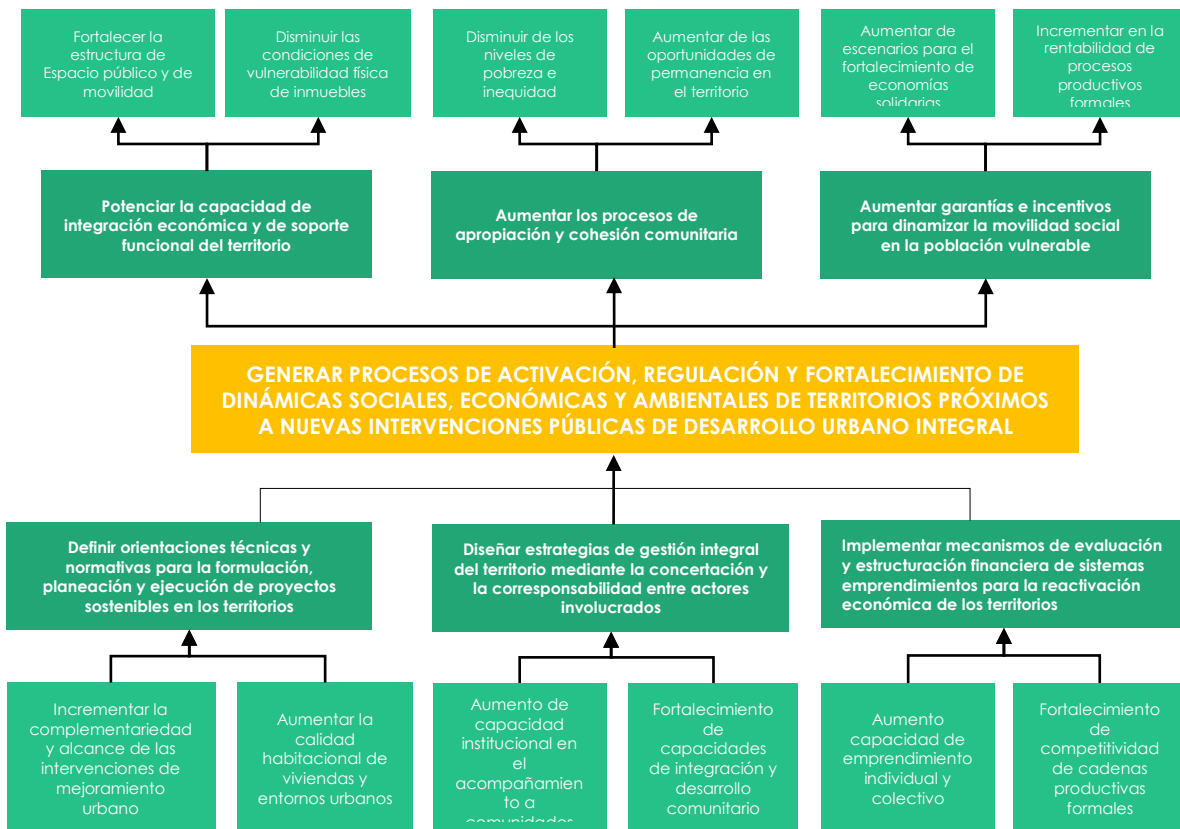 Fortalecer la
estructura de
Espacio público y de
movilidad
Disminuir las
condiciones de
vulnerabilidad física
de inmuebles
Disminuir de los
niveles de
pobreza e
inequidad
Aumentar de las
oportunidades de
permanencia en
el territorio
Aumentar de
escenarios para el
fortalecimiento de
economías
solidarias
Incrementar en la
rentabilidad de
procesos
productivos
formales
Potenciar la capacidad de
integración económica y de soporte
funcional del territorio
Aumentar los procesos de
apropiación y cohesión comunitaria
Aumentar garantías e incentivos
para dinamizar la movilidad social
en la población vulnerable
GENERAR PROCESOS DE ACTIVACIÓN, REGULACIÓN Y FORTALECIMIENTO DE
DINÁMICAS SOCIALES, ECONÓMICAS Y AMBIENTALES DE TERRITORIOS PRÓXIMOS
A NUEVAS INTERVENCIONES PÚBLICAS DE DESARROLLO URBANO INTEGRAL
Definir orientaciones técnicas y
normativas para la formulación,
planeación y ejecución de proyectos
sostenibles en los territorios
Diseñar estrategias de gestión integral
del territorio mediante la concertación y
la corresponsabilidad entre actores
involucrados
Implementar mecanismos de evaluación
y estructuración financiera de sistemas
emprendimientos para la reactivación
económica de los territorios
Incrementar la
complementariedad
y alcance de las
intervenciones de
mejoramiento
urbano
Aumentar la
calidad
habitacional de
viviendas y
entornos urbanos
Aumento de
capacidad
institucional en
el
acompañamien
to a
comunidades
Fortalecimiento
de
capacidades
de integración y
desarrollo
comunitario
Aumento
capacidad de
emprendimiento
individual y
colectivo
Fortalecimiento
de
competitividad
de cadenas
productivas
formales